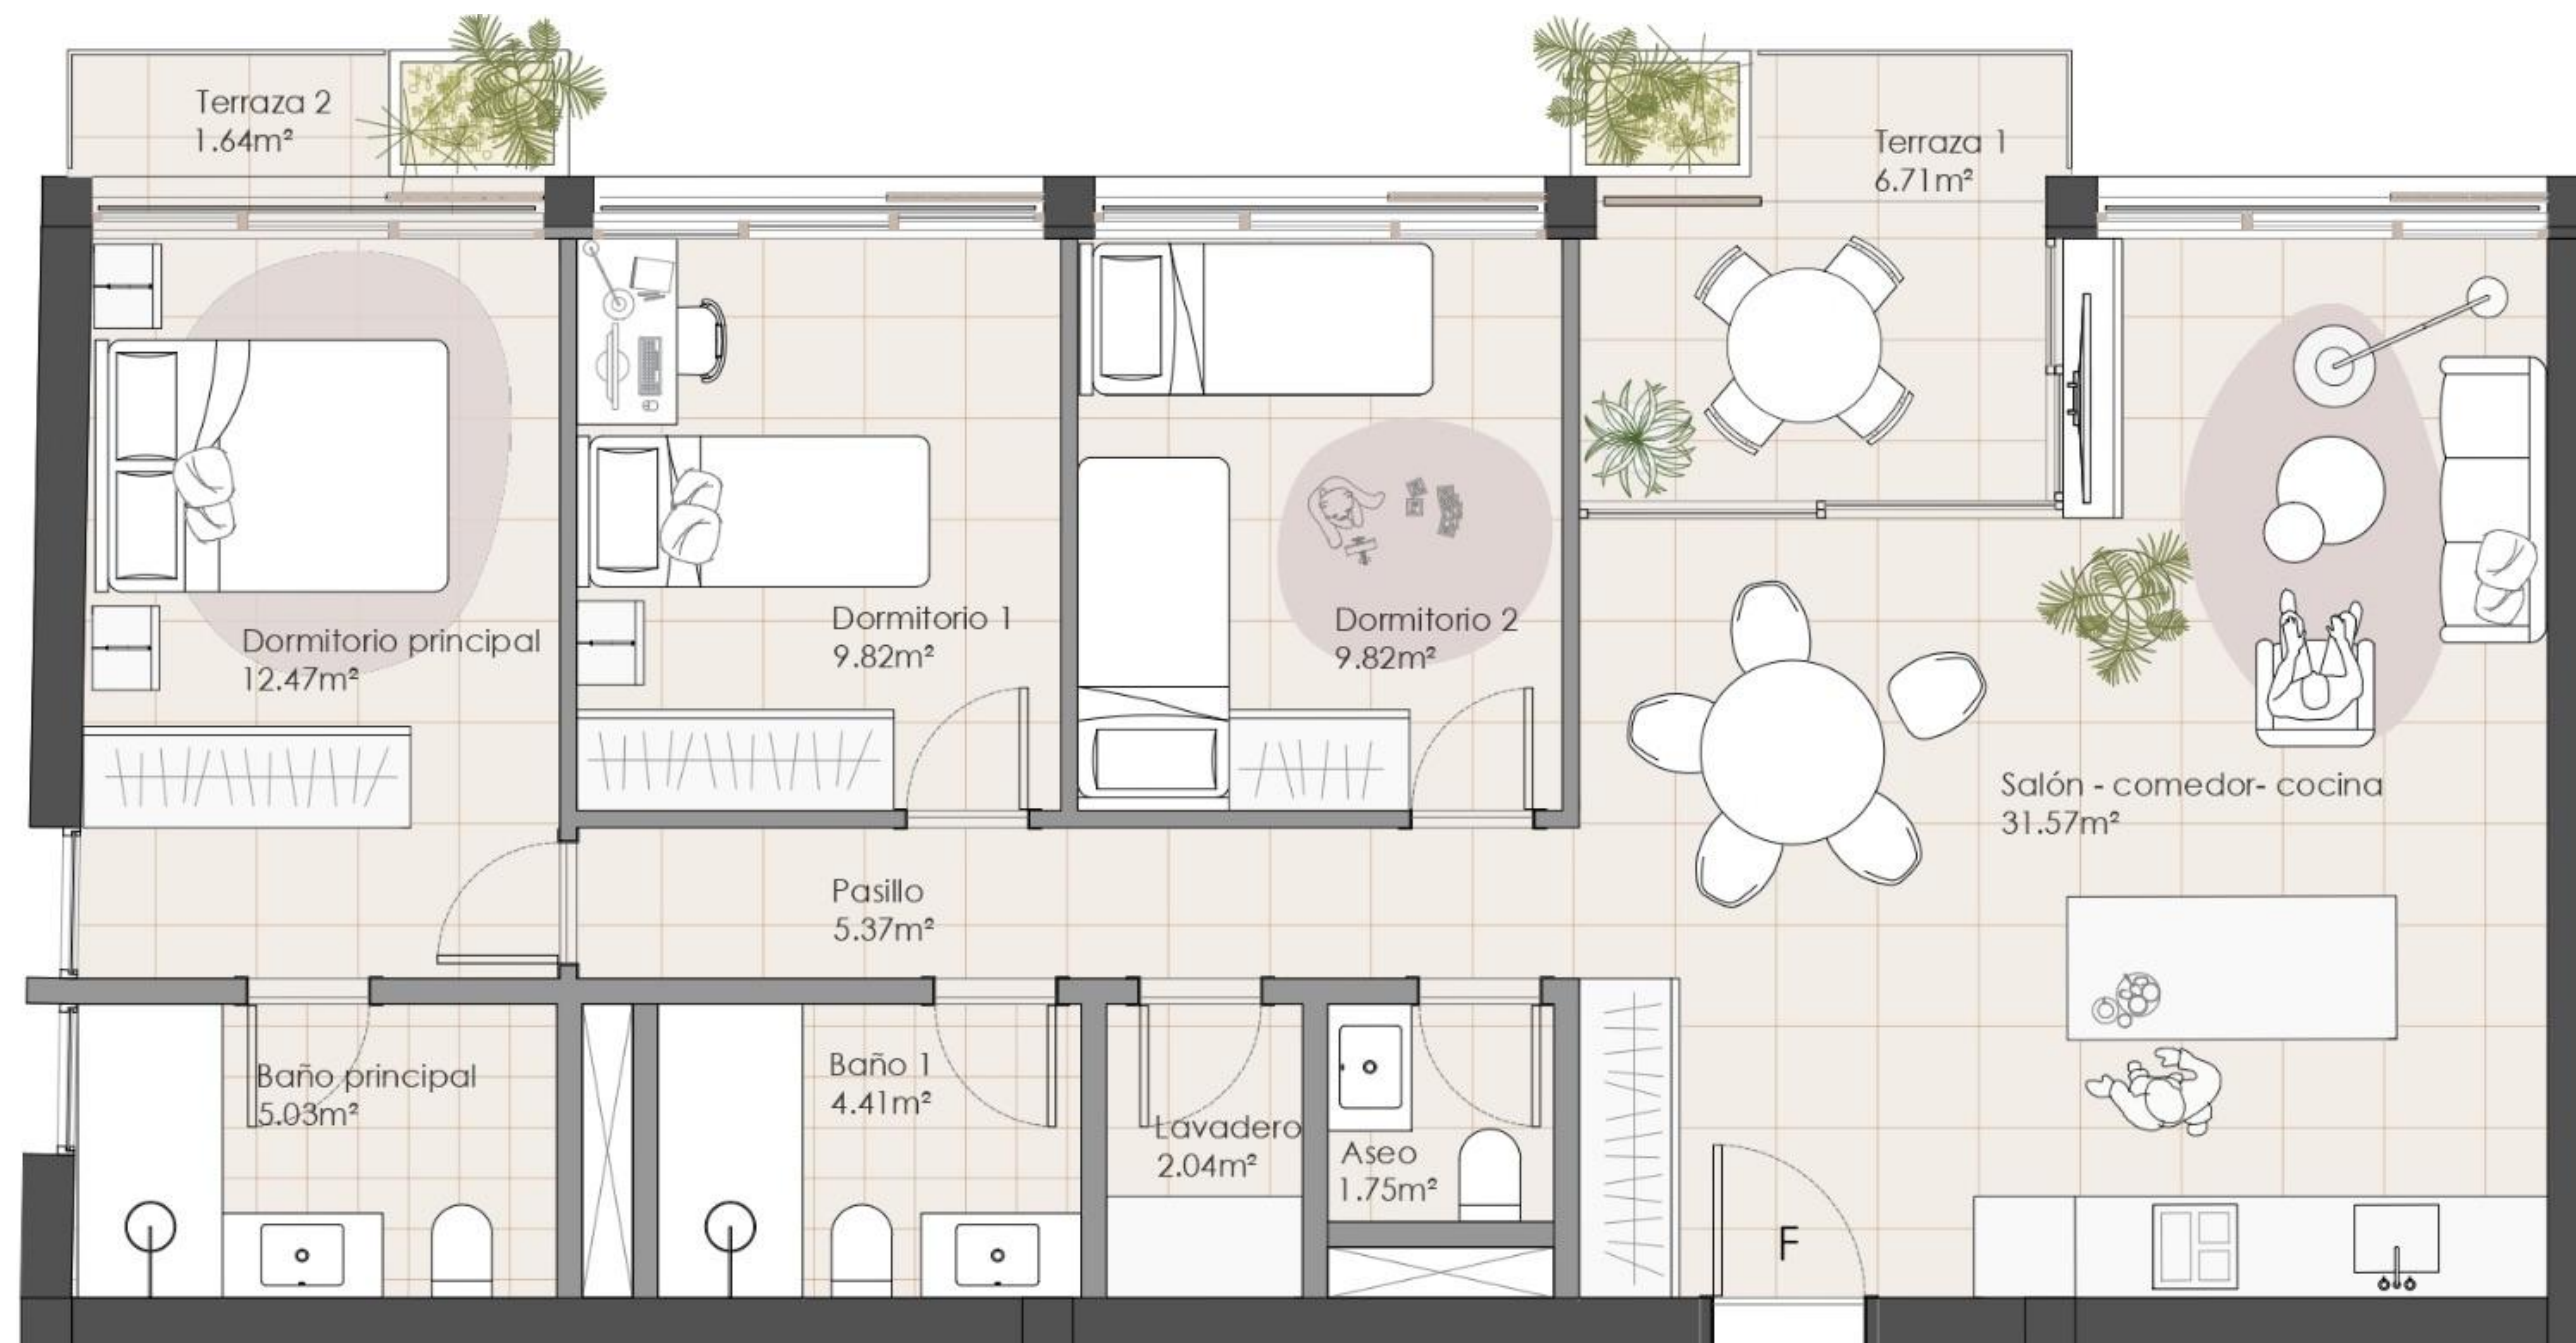 Terraza 2
1.64m²
Terraza 1
6.71m²
Dormitorio principal
12.47m²
Dormitorio 1
9.82m²
Dormitorio 2
9.82m²
Salón - comedor- cocina
31.57m²
Pasillo
5.37m²
Baño principal
5.03m²
Baño 1
4.41m²
Lavadero
2.04m²
Aseo
1.75m²
F